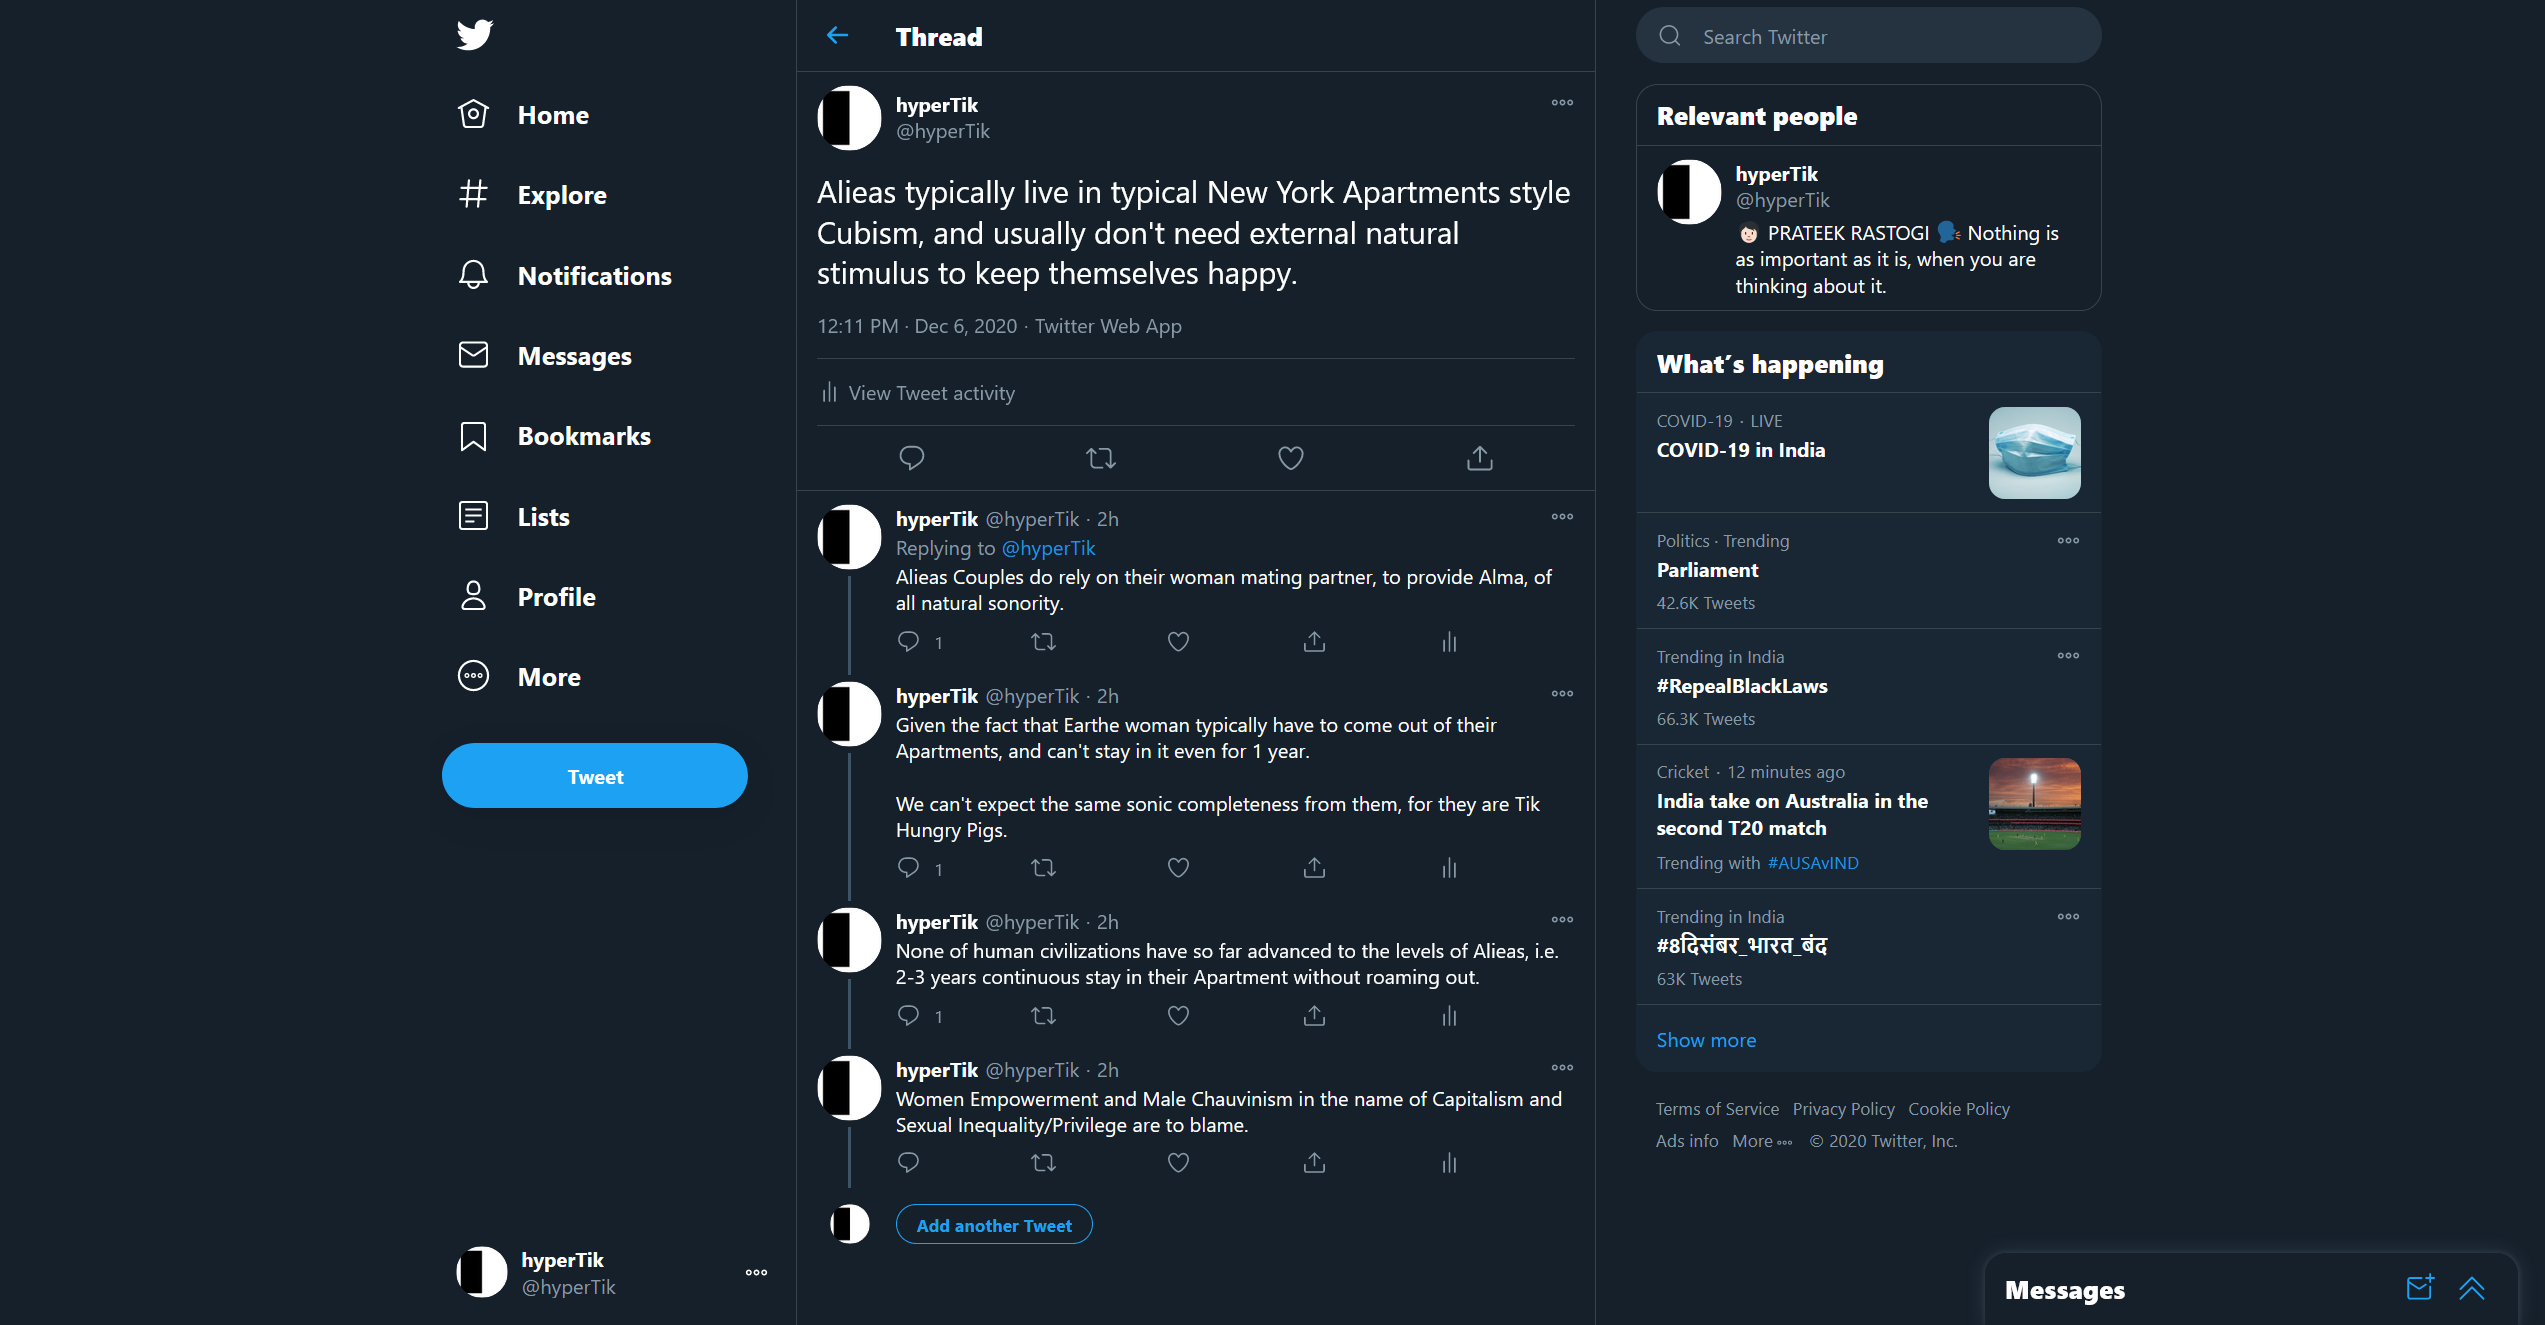 Home
Explore
Notifications
Messages
Bookmarks
Lists
Profile
More
Tweet
hyperTik
@hyperTik
Thread
hyperTik
@hyperTik
Alieas typically live in typical New York Apartments style
Cubism, and usually don't need external natural
stimulus to keep themselves happy.
12:11 PM · Dec 6, 2020 · Twitter Web App
View Tweet activity
hyperTik @hyperTik · 2h
Replying to @hyperTik
Alieas Couples do rely on their woman mating partner, to provide Alma, of
all natural sonority.
1
hyperTik @hyperTik · 2h
Given the fact that Earthe woman typically have to come out of their
Apartments, and can't stay in it even for 1 year.
We can't expect the same sonic completeness from them, for they are Tik
Hungry Pigs.
1
hyperTik @hyperTik · 2h
None of human civilizations have so far advanced to the levels of Alieas, i.e.
2-3 years continuous stay in their Apartment without roaming out.
1
hyperTik @hyperTik · 2h
Women Empowerment and Male Chauvinism in the name of Capitalism and
Sexual Inequality/Privilege are to blame.
Add another Tweet
Search Twitter
Relevant people
hyperTik
@hyperTik
PRATEEK RASTOGI Nothing is
as important as it is, when you are
thinking about it.
What's happening
COVID-19 · LIVE
COVID-19 in India
Politics · Trending
Parliament
42.6K Tweets
Trending in India
#RepealBlackLaws
66.3K Tweets
Cricket · 12 minutes ago
India take on Australia in the
second T20 match
Trending with #AUSAvIND
Trending in India
#8दिसंबर_भारत_बंद
63K Tweets
Show more
Terms of Service Privacy Policy Cookie Policy
Ads info More © 2020 Twitter, Inc.
Messages